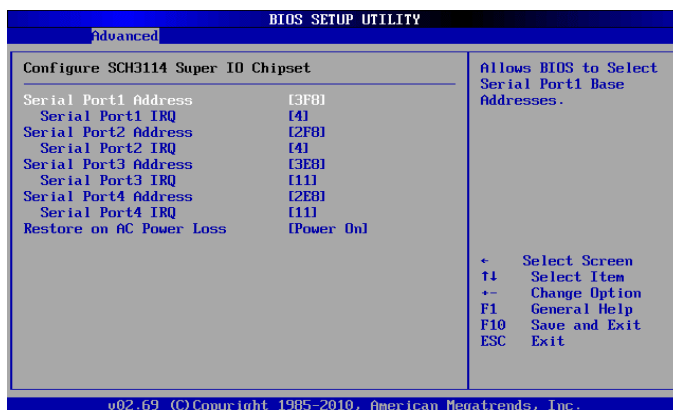 BIOS SETUP UTILITY
Advanced
Configure SCH3114 Super IO Chipset
Serial Port1 Address [3F8]
Serial Port1 IRQ [4]
Serial Port2 Address [2F8]
Serial Port2 IRQ [4]
Serial Port3 Address [3E8]
Serial Port3 IRQ [11]
Serial Port4 Address [2E8]
Serial Port4 IRQ [11]
Restore on AC Power Loss [Power On]
Allows BIOS to Select
Serial Port1 Base
Addresses.
← Select Screen
↑↓ Select Item
+- Change Option
F1 General Help
F10 Save and Exit
ESC Exit
v02.69 (C)Copyright 1985-2010, American Megatrends, Inc.